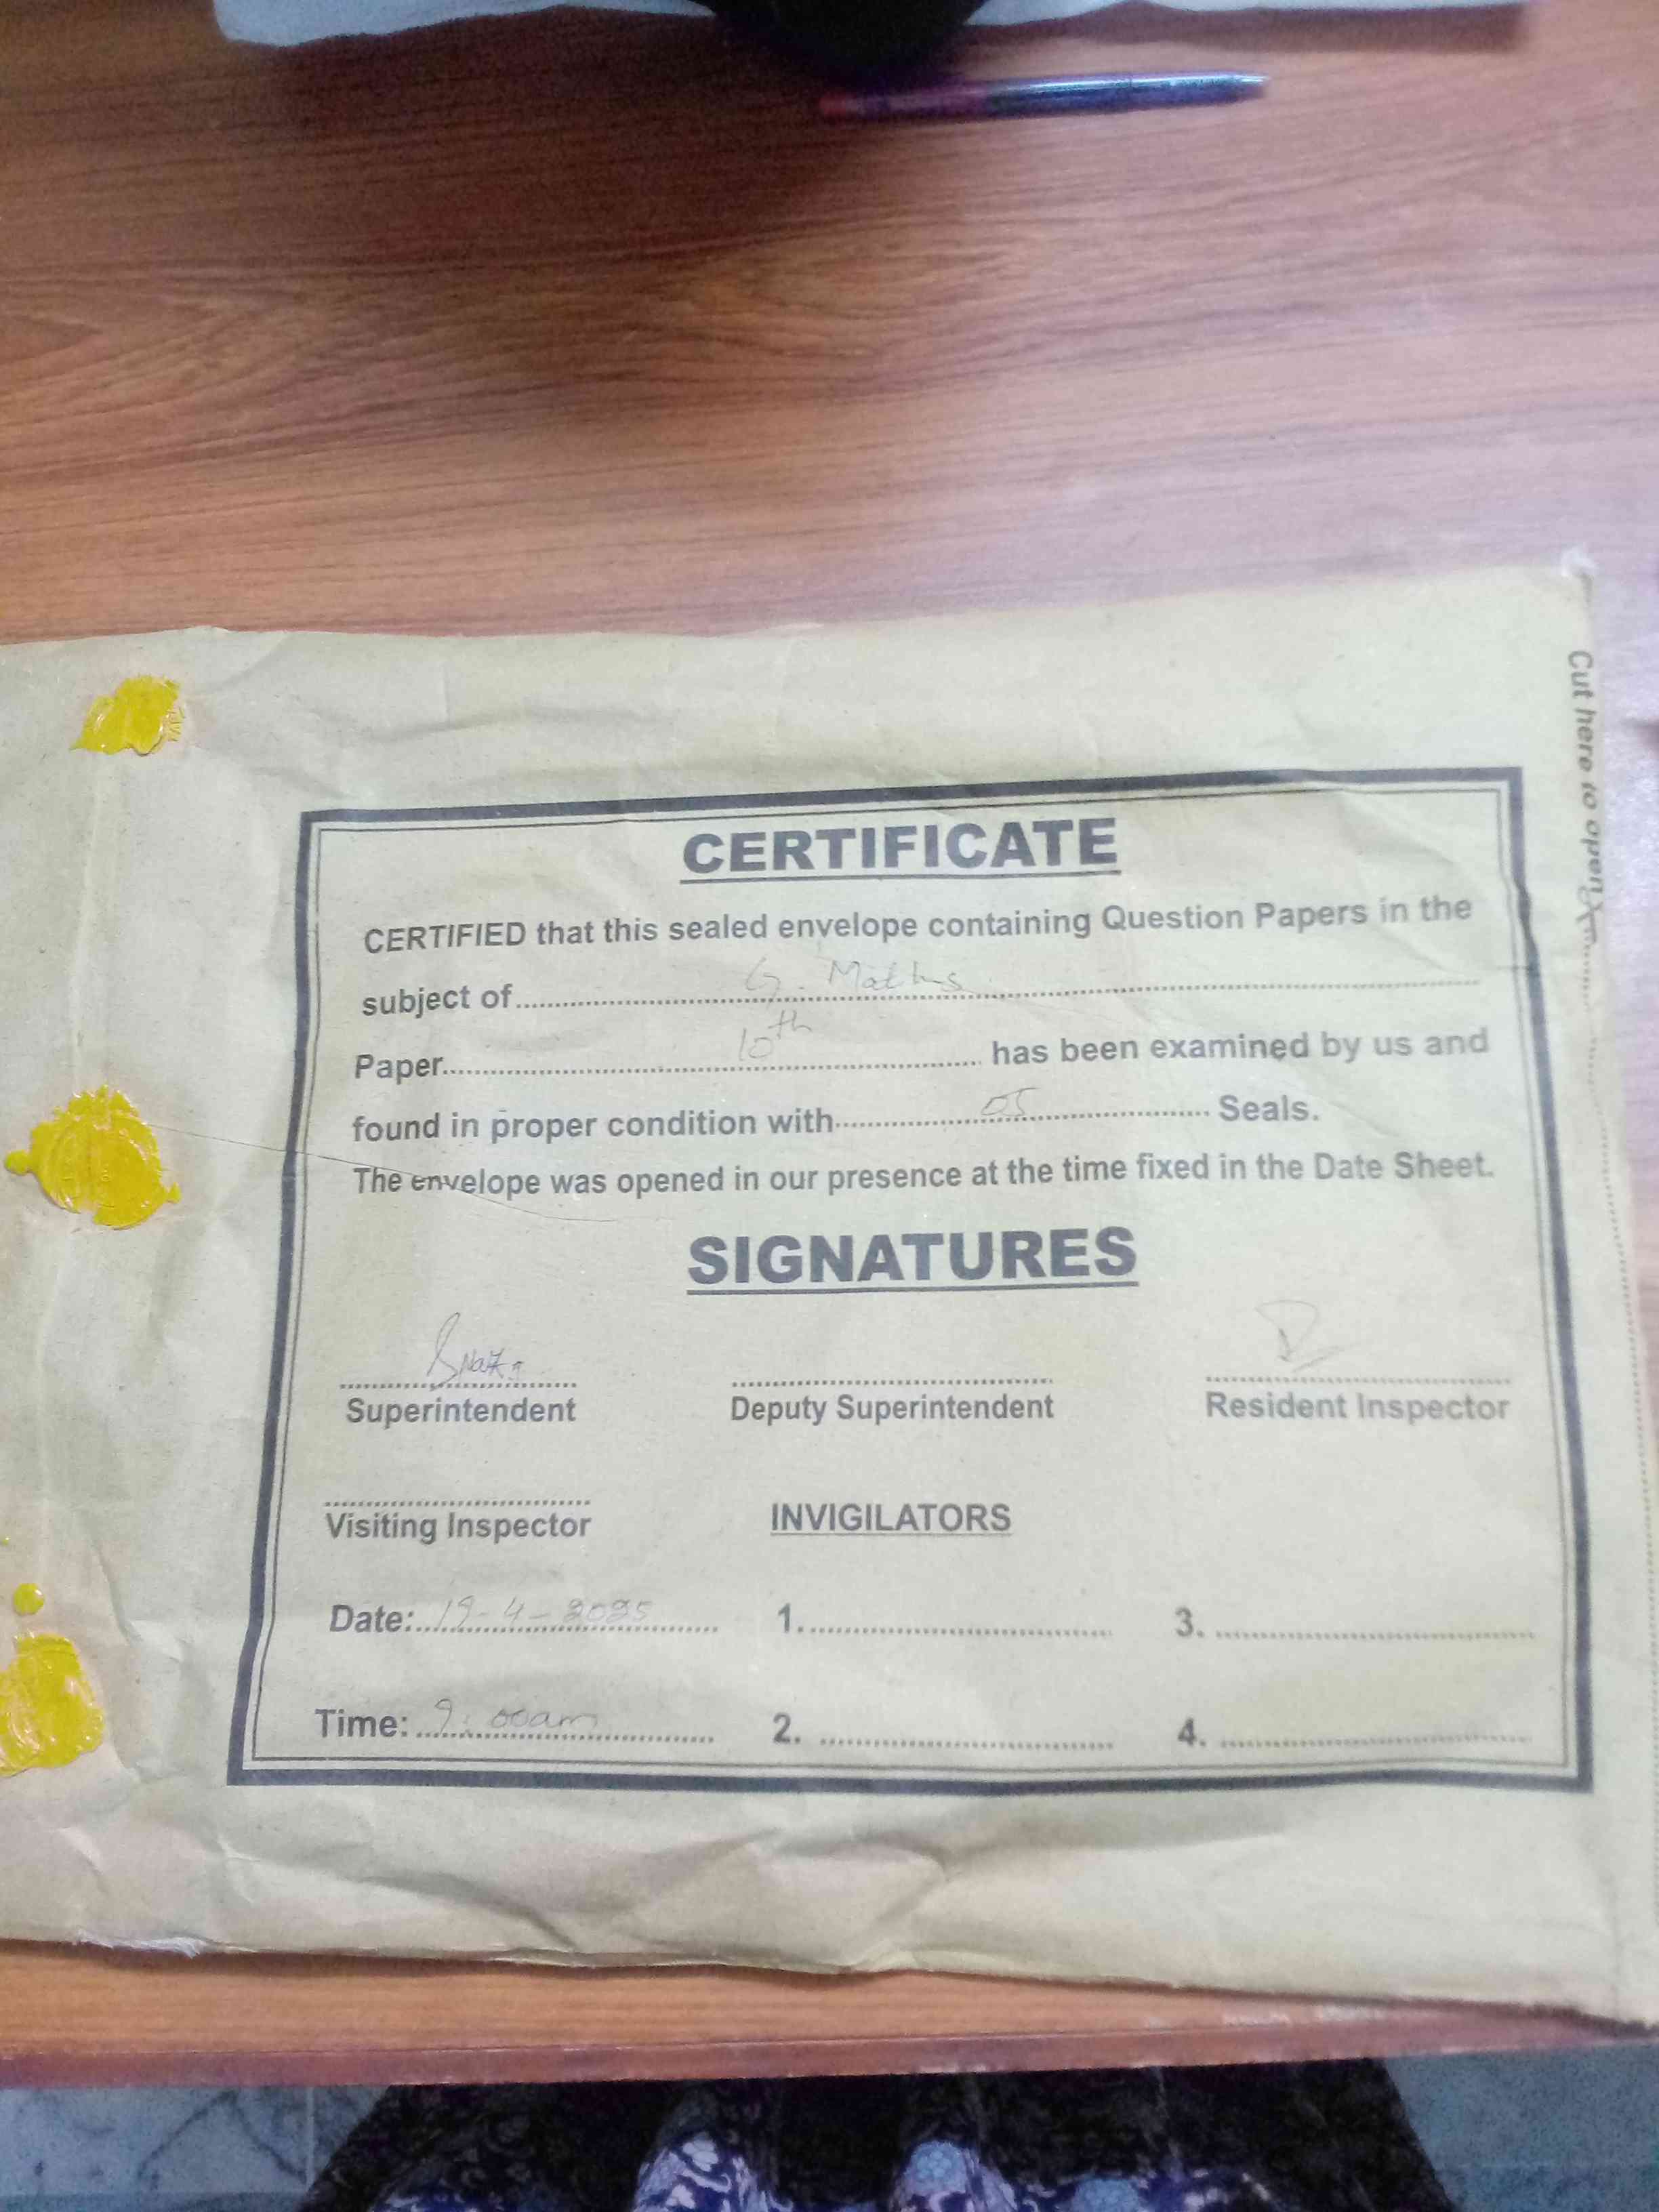 Cut here to open
CERTIFICATE
CERTIFIED that this sealed envelope containing Question Papers in the
subject of G. Maths
Paper 10th has been examined by us and
found in proper condition with 05 Seals.
The envelope was opened in our presence at the time fixed in the Date Sheet.
SIGNATURES
Superintendent Deputy Superintendent Resident Inspector
Visiting Inspector INVIGILATORS
Date: 19-4-2025 1. 3.
Time: 9:00am 2. 4.